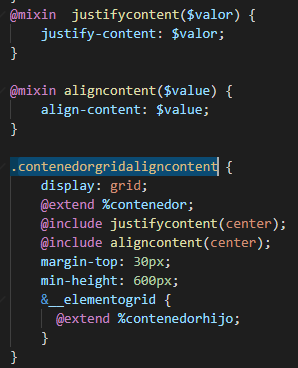 @mixin  justifycontent($valor) {
    justify-content: $valor;
}

@mixin aligncontent($value) {
    align-content: $value;
}

.contenedorgridaligncontent {
    display: grid;
    @extend %contenedor;
    @include justifycontent(center);
    @include aligncontent(center);
    margin-top: 30px;
    min-height: 600px;
    &__elementogrid {
      @extend %contenedorhijo;
    }
}